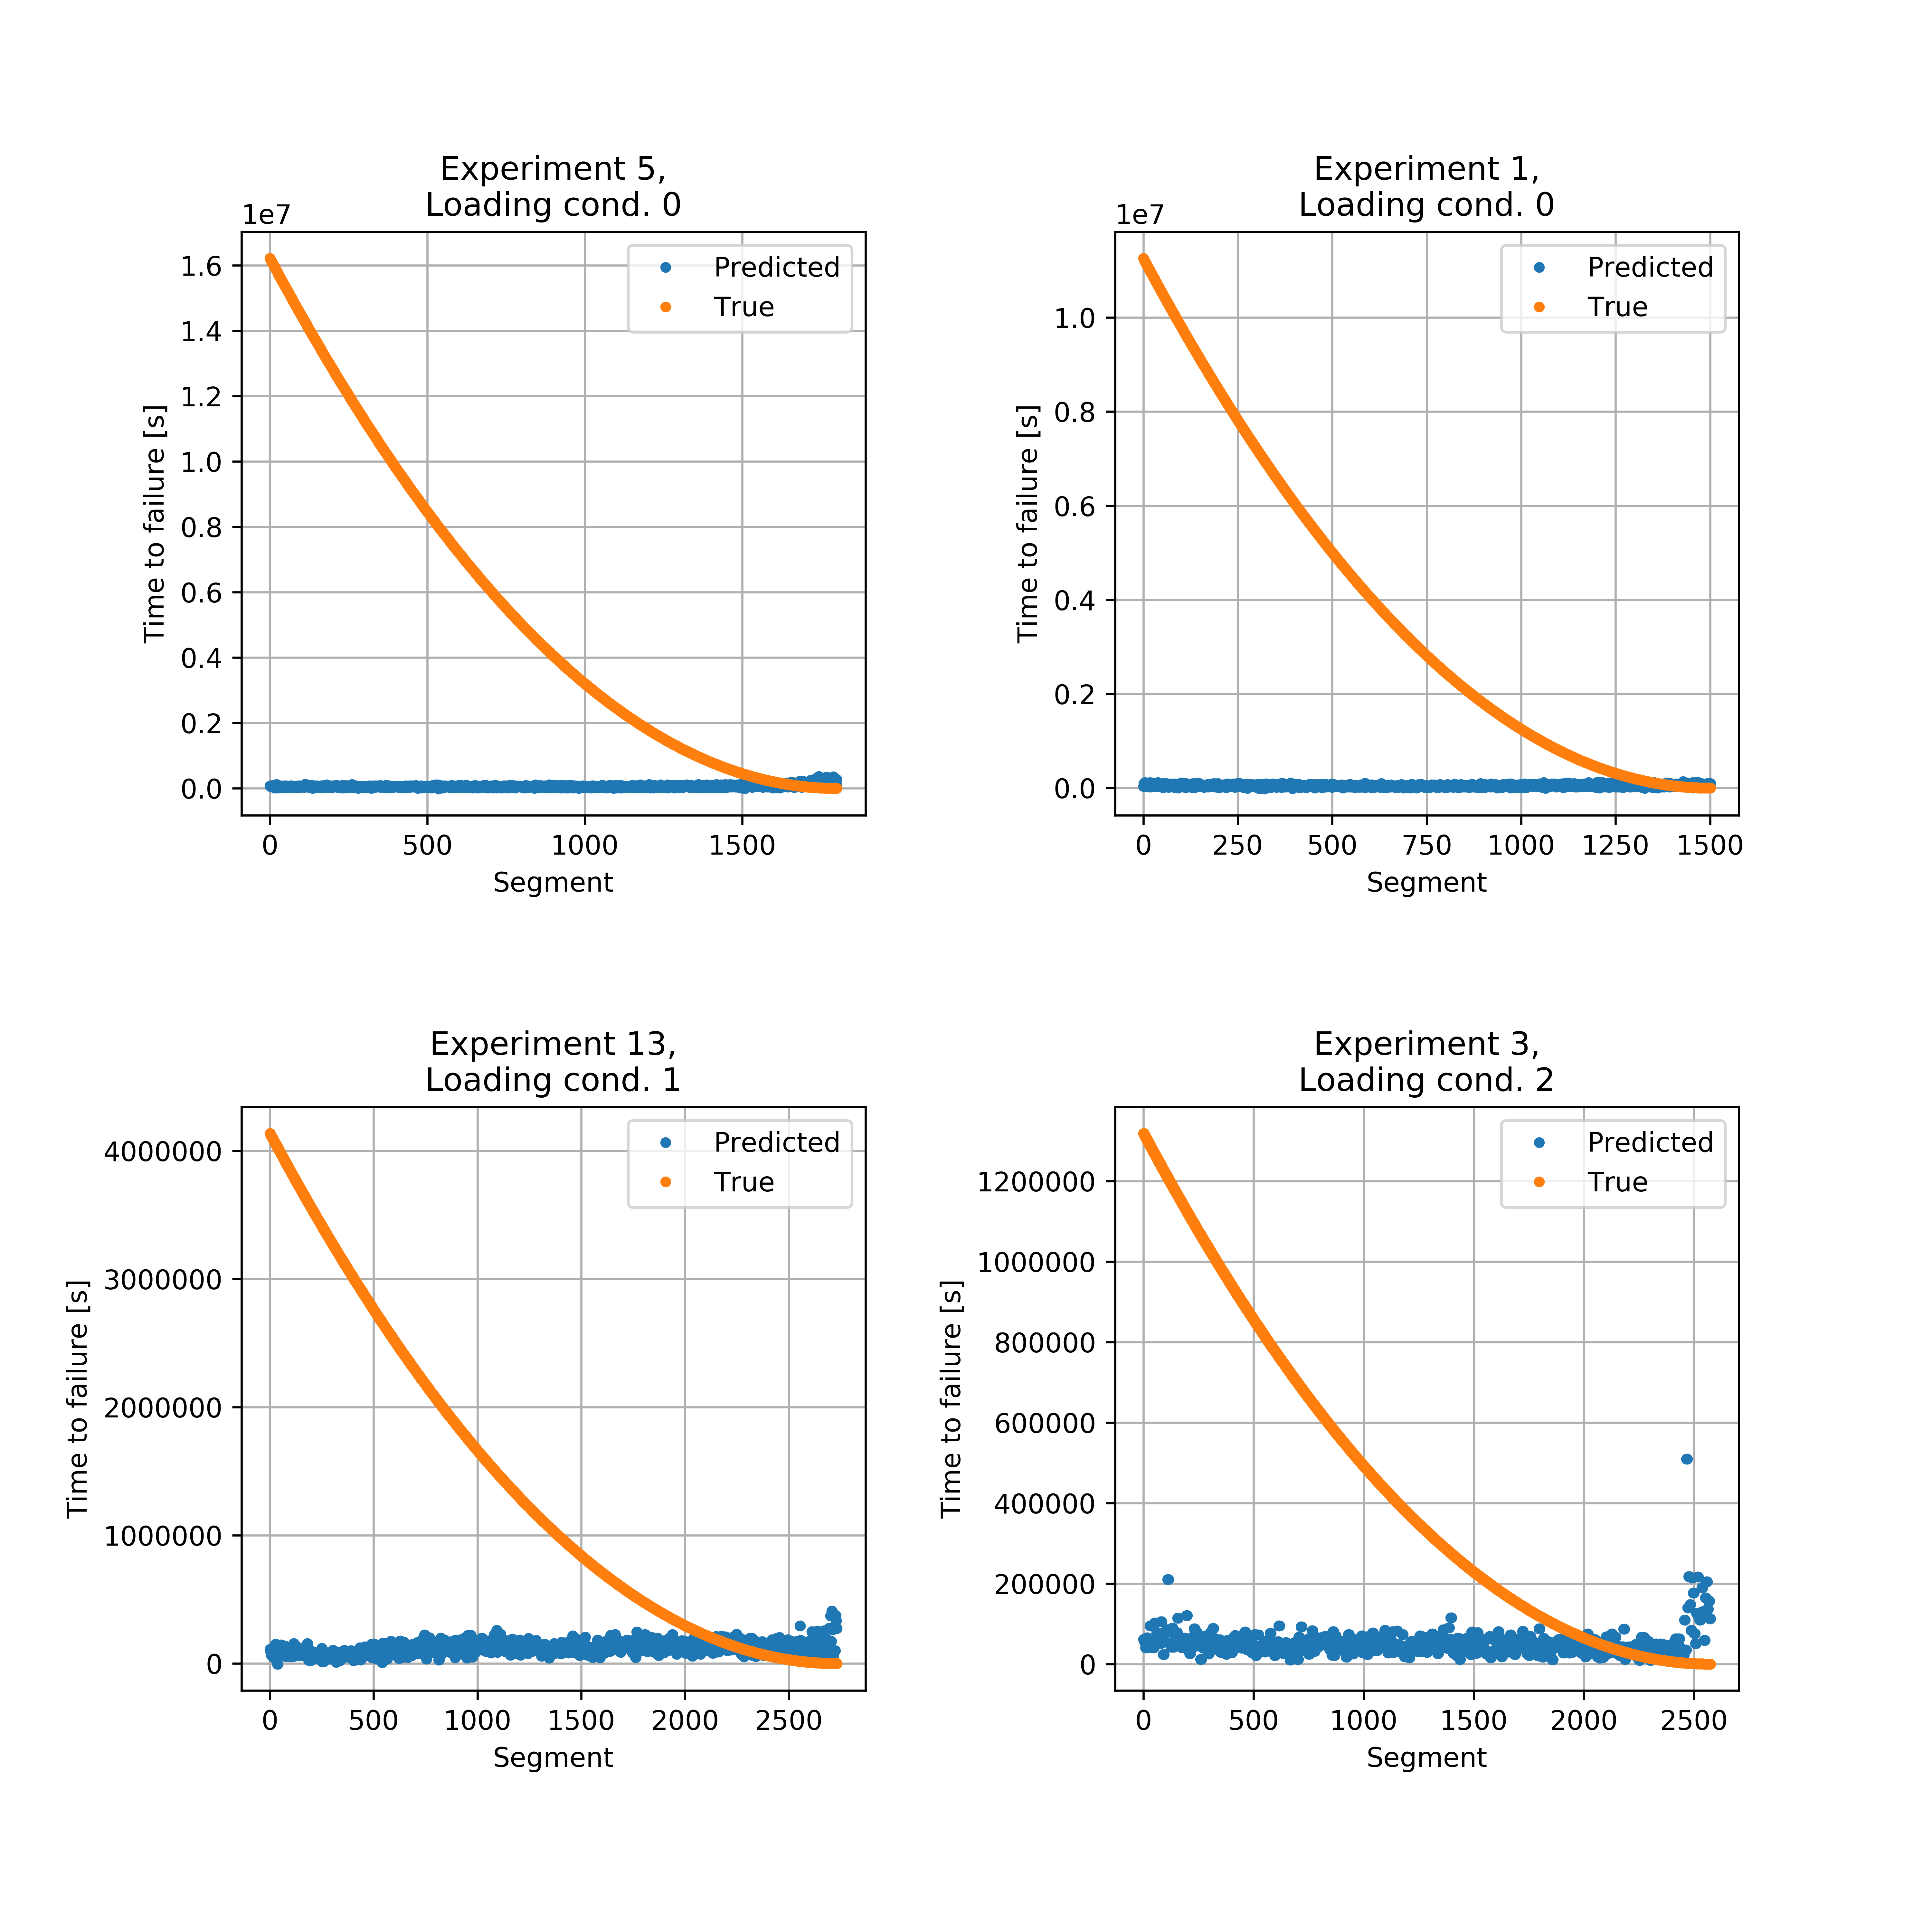 Experiment 5,
Loading cond. 0
1e7
1.6
1.4
1.2
1.0
0.8
0.6
0.4
0.2
0.0
Time to failure [s]
Predicted
True
0 500 1000 1500
Segment
Experiment 1,
Loading cond. 0
1e7
1.0
0.8
0.6
0.4
0.2
0.0
Time to failure [s]
Predicted
True
0 250 500 750 1000 1250 1500
Segment
Experiment 13,
Loading cond. 1
4000000
3000000
2000000
1000000
0
Time to failure [s]
Predicted
True
0 500 1000 1500 2000 2500
Segment
Experiment 3,
Loading cond. 2
1200000
1000000
800000
600000
400000
200000
0
Time to failure [s]
Predicted
True
0 500 1000 1500 2000 2500
Segment